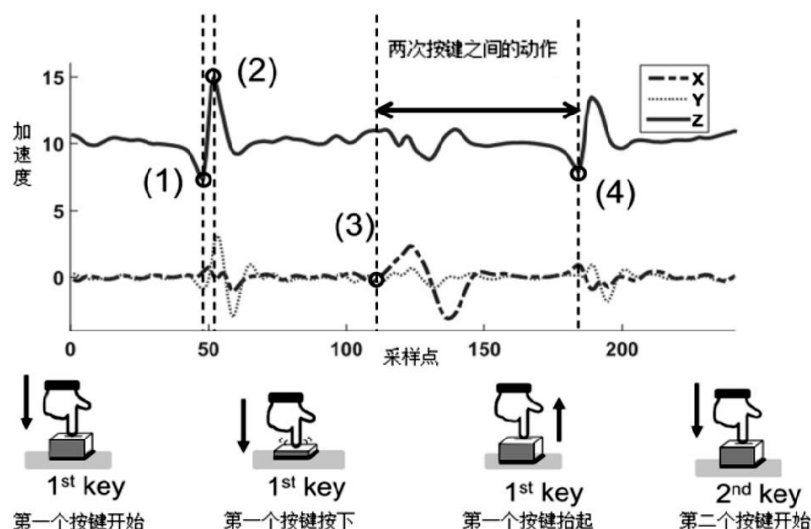 两次按键之间的动作
X
Y
Z
(1)
(2)
(3)
(4)
加速度
15
10
5
0
0
50
100
150
200
采样点
1st key
1st key
1st key
2nd key
第一个按键开始
第一个按键按下
第一个按键抬起
第二个按键开始